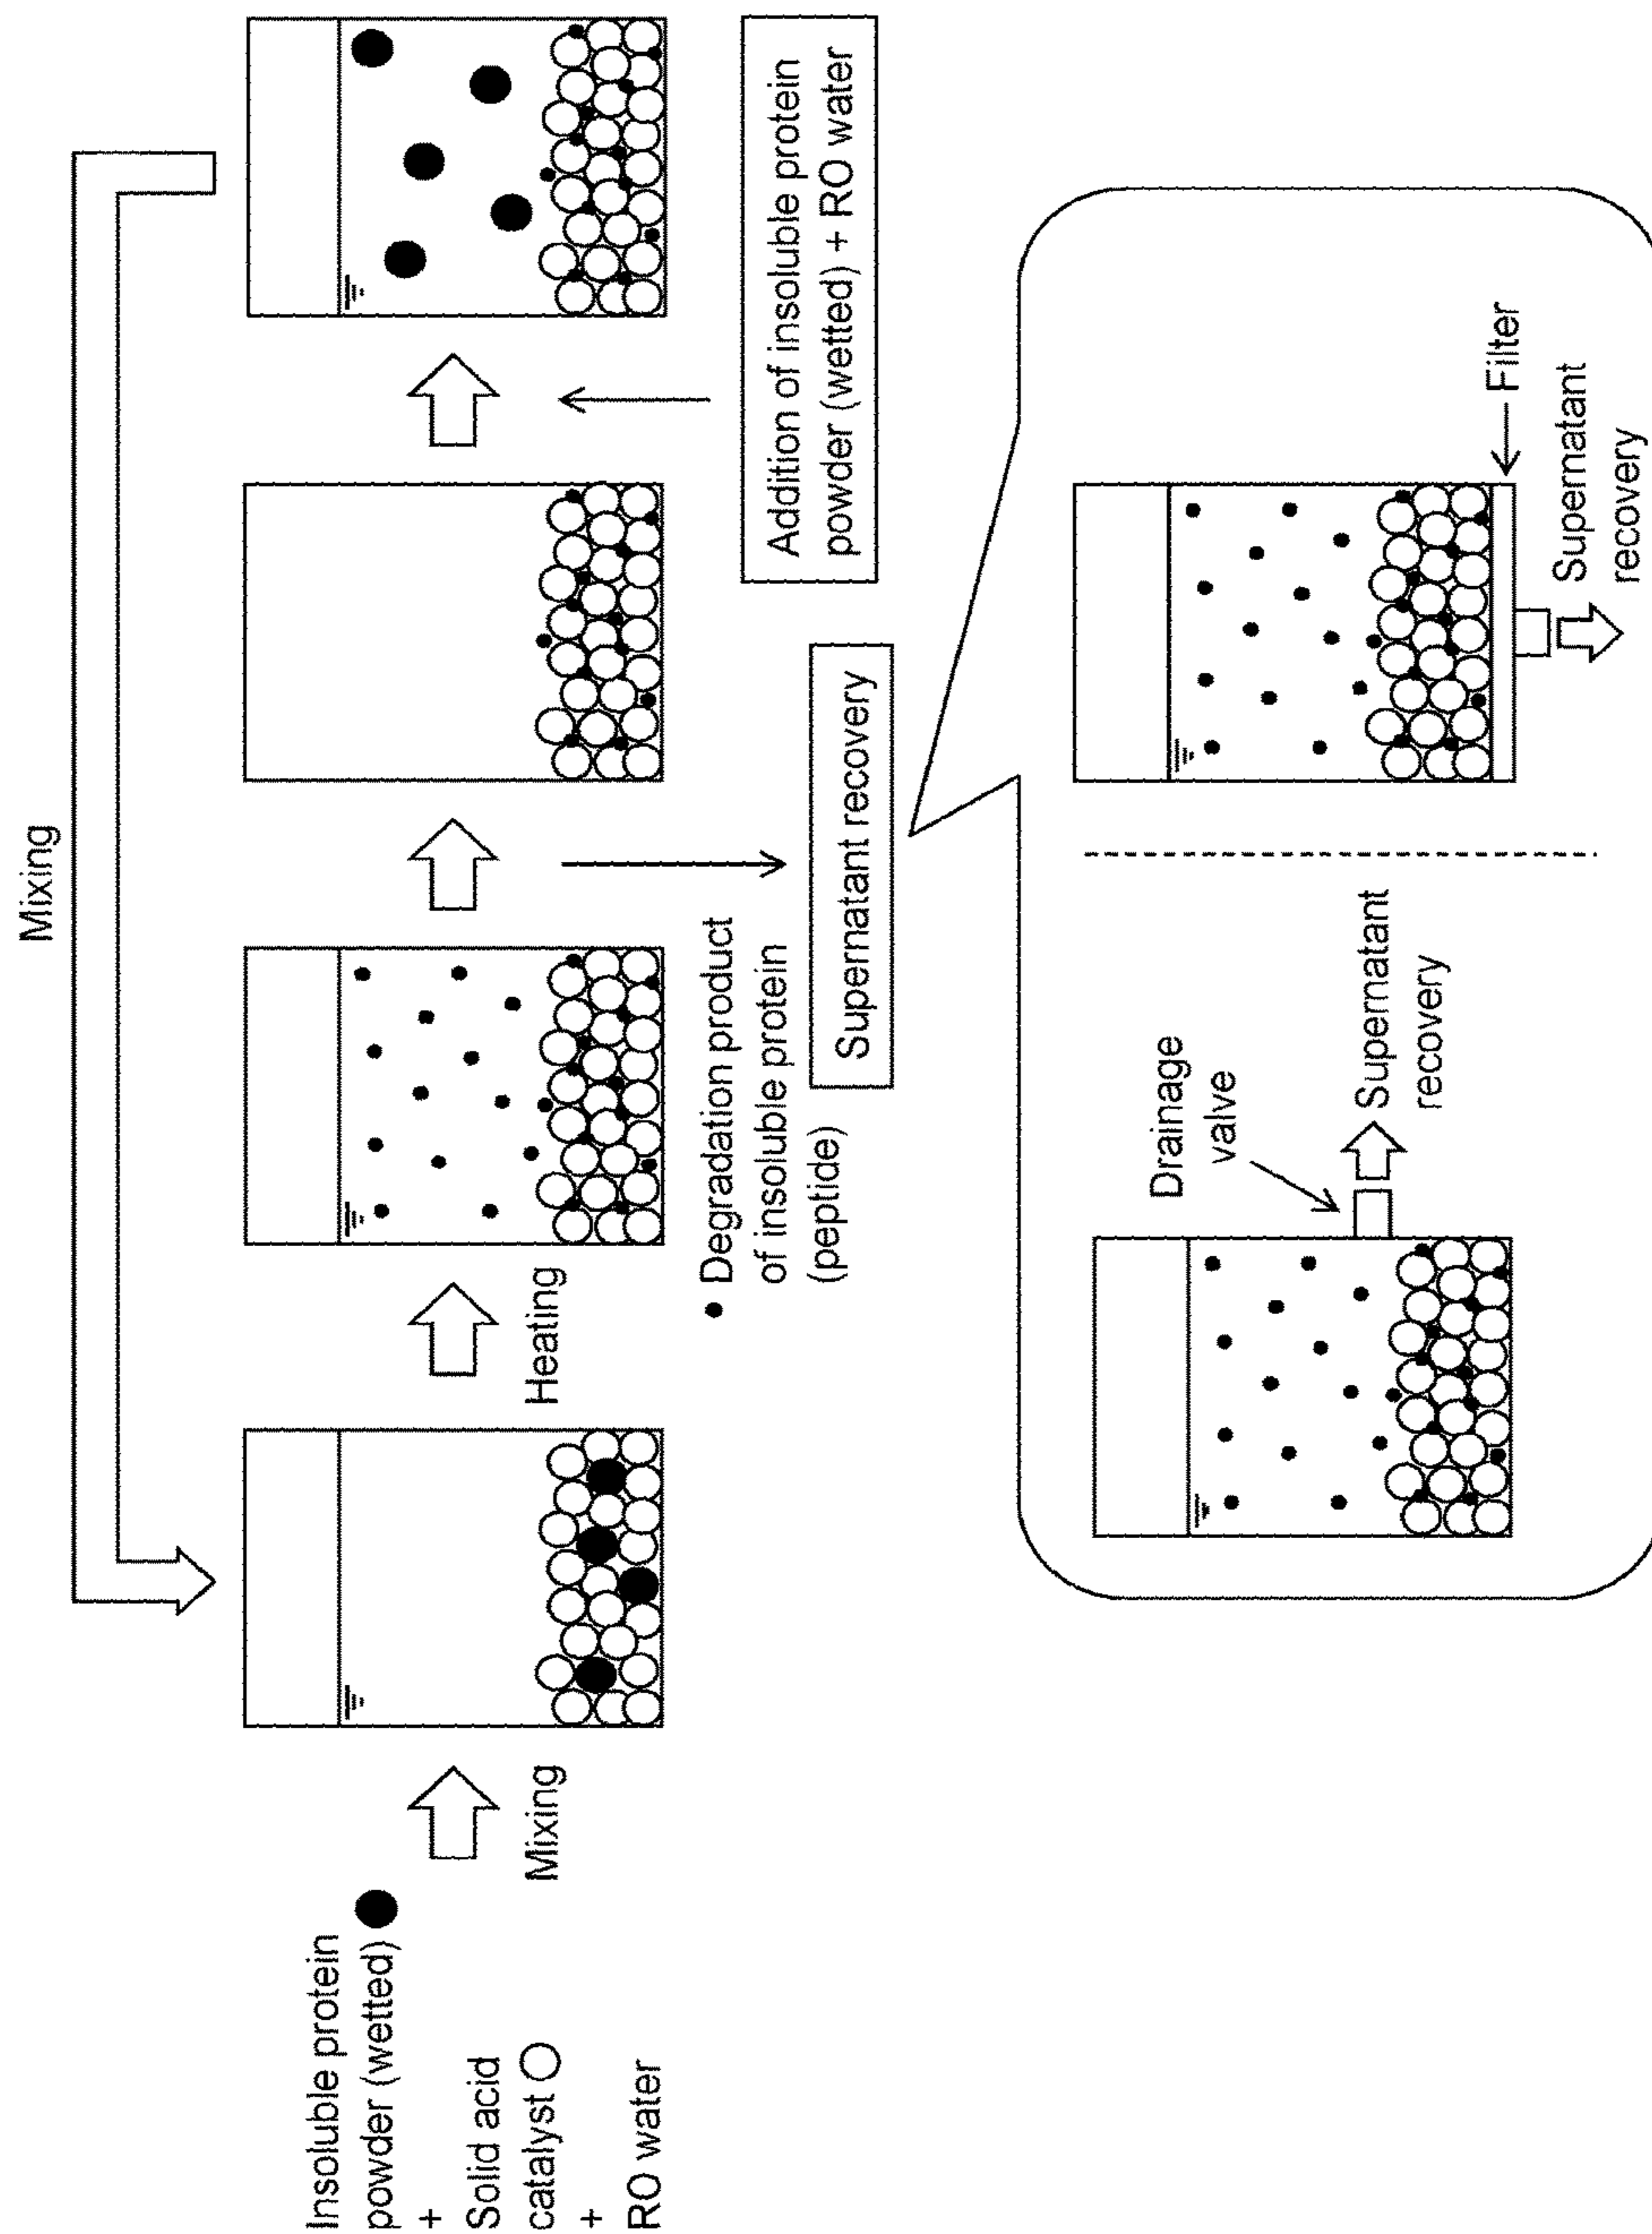 Mixing
Insoluble protein
powder (wetted)
+
Solid acid
catalyst
+
RO water
Mixing
Heating
Degradation product
of insoluble protein
(peptide)
Supernatant recovery
Addition of insoluble protein
powder (wetted) + RO water
Drainage
valve
Supernatant
recovery
Filter
Supernatant
recovery